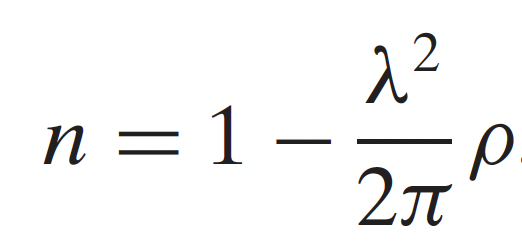 n = 1 − λ²/2π ρ.